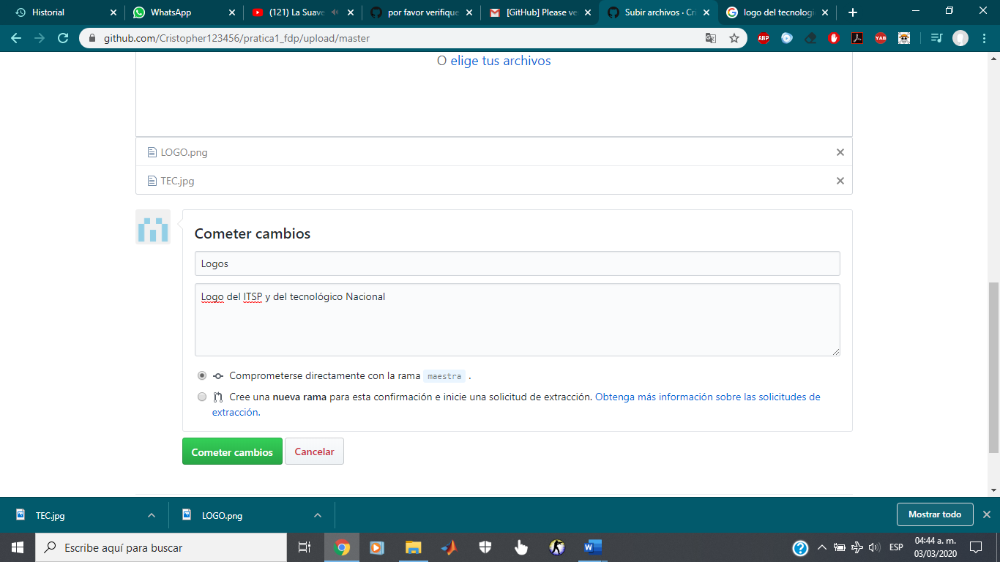 Historial
WhatsApp
(121) La Suave
por favor verifique
[GitHub] Please ve
Subir archivos · Cri
logo del tecnologi
github.com/Cristopher123456/pratica1_fdp/upload/master
ABP
YAB
O elige tus archivos
LOGO.png
TEC.jpg
Cometer cambios
Logos
Logo del ITSP y del tecnológico Nacional
Comprometerse directamente con la rama maestra .
Cree una nueva rama para esta confirmación e inicie una solicitud de extracción. Obtenga más información sobre las solicitudes de
extracción.
Cometer cambios
Cancelar
TEC.jpg
LOGO.png
Mostrar todo
Escribe aquí para buscar
ESP
04:44 a. m.
03/03/2020